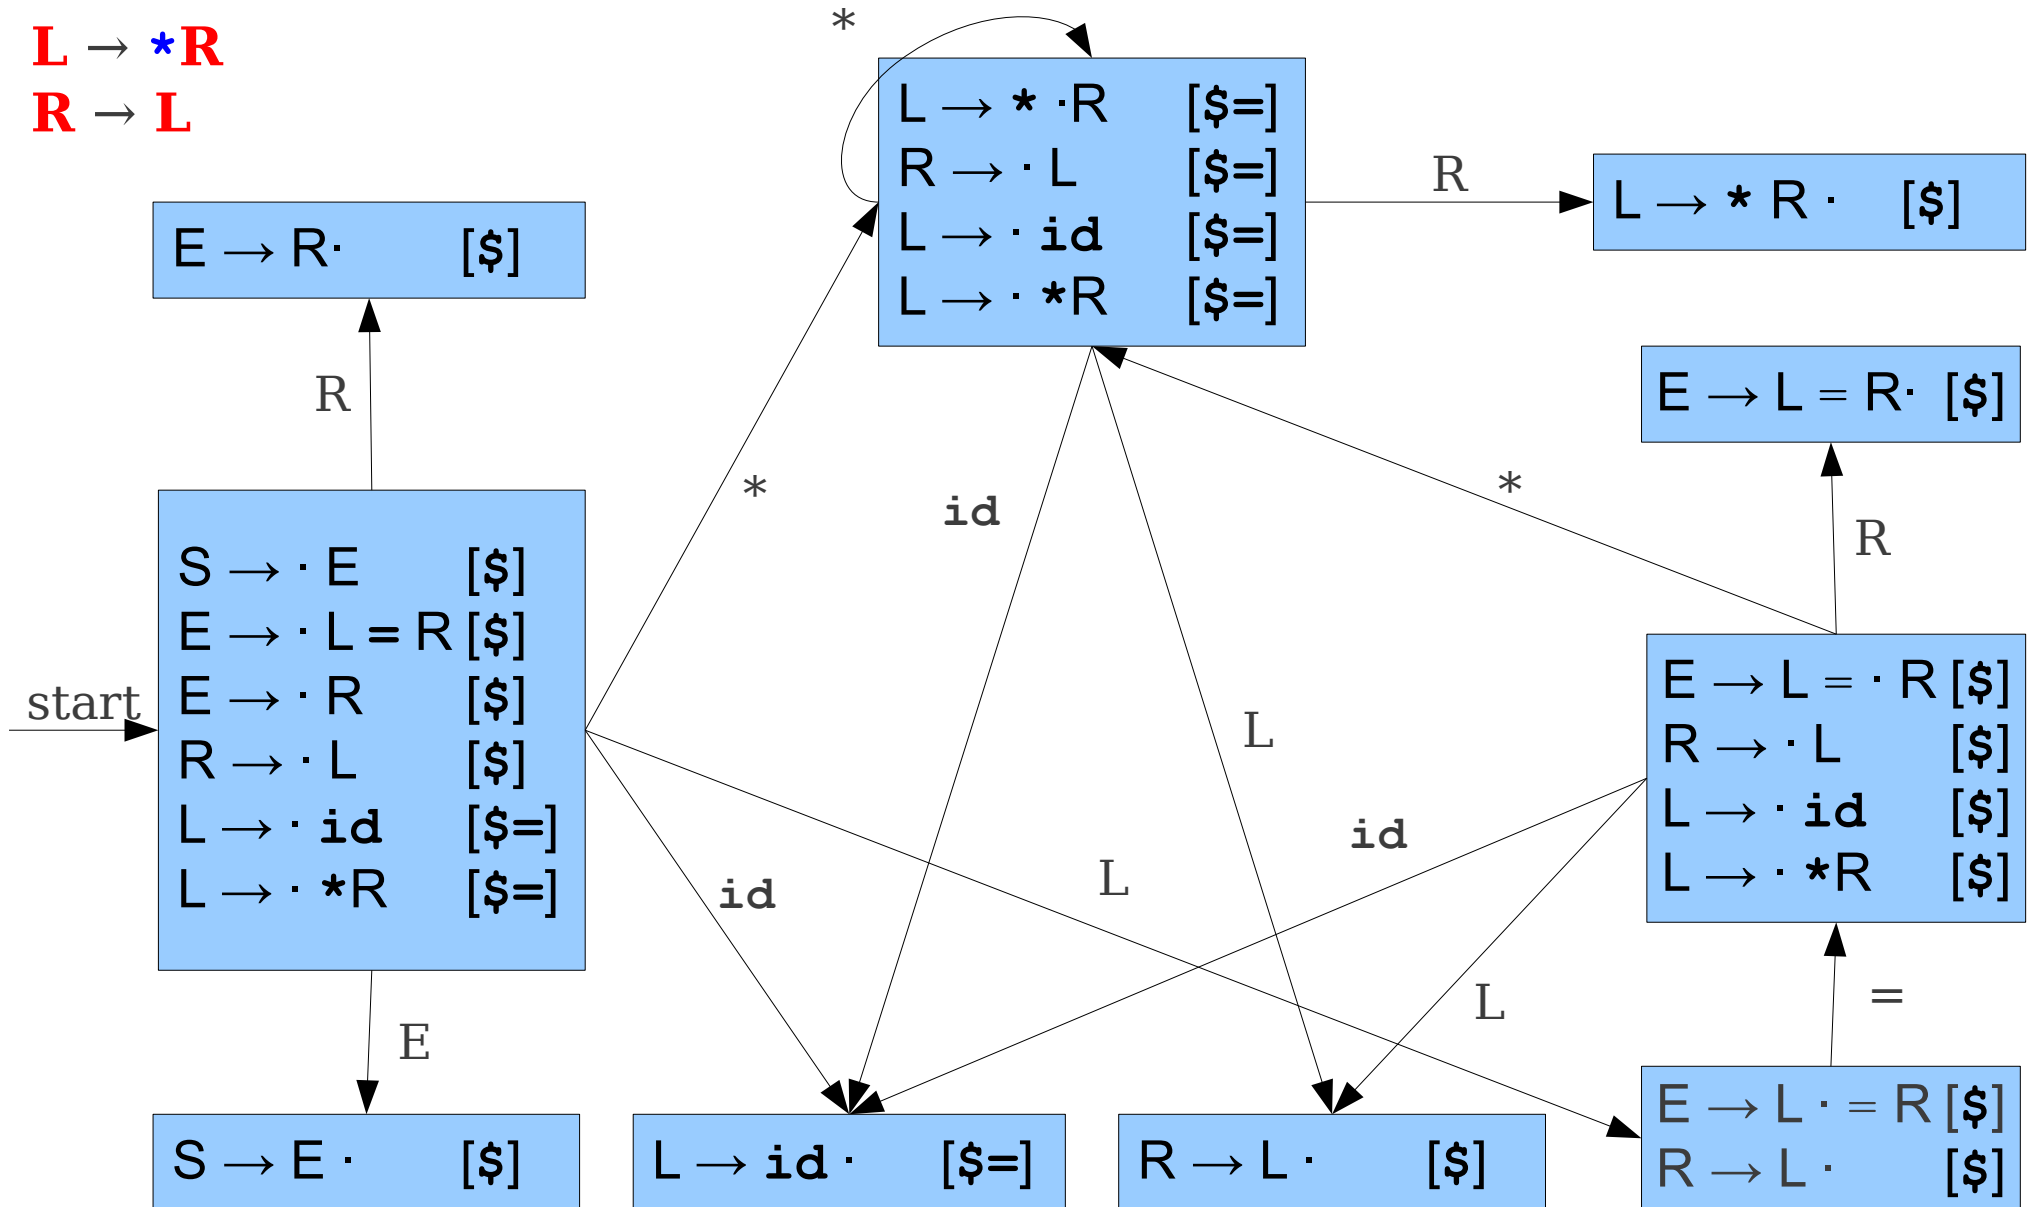 L → *R
R → L
*
L → * ·R [$=]
R → · L [$=]
L → · id [$=]
L → · *R [$=]
R
L → * R · [$]
E → R· [$]
R
E → L = R· [$]
R
*
*
id
start
S → · E [$]
E → · L = R [$]
E → · R [$]
R → · L [$]
L → · id [$=]
L → · *R [$=]
L
E → L = · R [$]
R → · L [$]
L → · id [$]
L → · *R [$]
id
L
id
L
=
E
S → E · [$]
L → id · [$=]
R → L · [$]
E → L · = R [$]
R → L · [$]